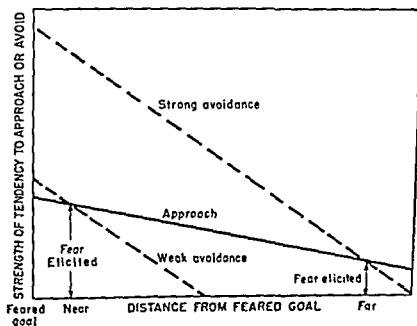 STRENGTH OF TENDENCY TO APPROACH OR AVOID
Strong avoidance
Approach
Fear
Elicited
Weak avoidance
Fear elicited
Feared
goal
Near
DISTANCE FROM FEARED GOAL
Far